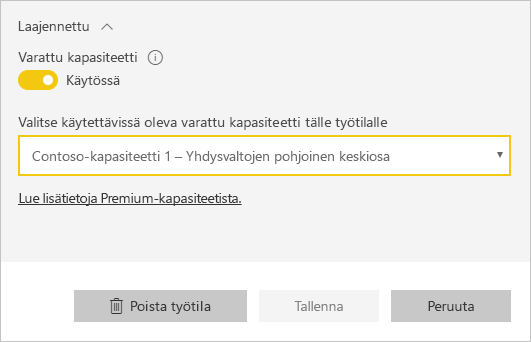 Laajennettu
Varattu kapasiteetti
Käytössä
Valitse käytettävissä oleva varattu kapasiteetti tälle työtilalle
Contoso-kapasiteetti 1 – Yhdysvaltojen pohjoinen keskiosa
Lue lisätietoja Premium-kapasiteetista.
Poista työtila Tallenna Peruuta